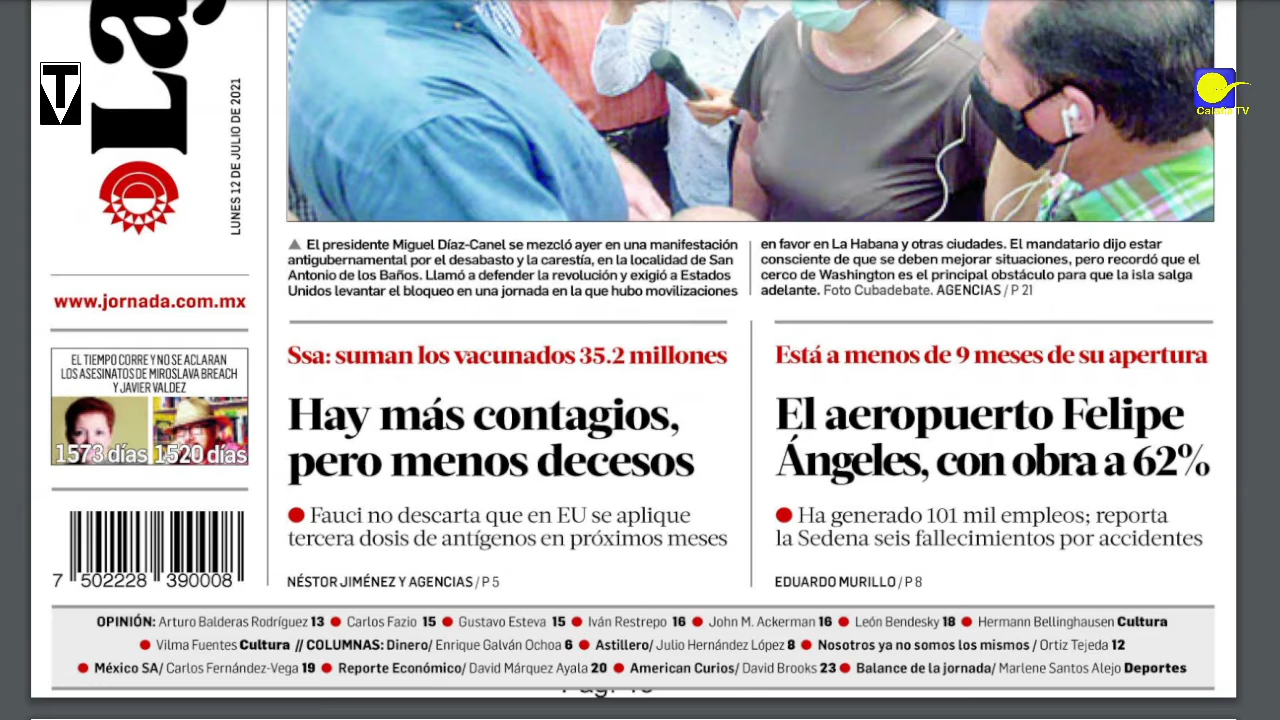 La
T
LUNES 12 DE JULIO DE 2021
www.jornada.com.mx
EL TIEMPO CORRE Y NO SE ACLARAN
LOS ASESINATOS DE MIROSLAVA BREACH
Y JAVIER VALDEZ
1573 días 1520 días
7 502228 390008
▲ El presidente Miguel Díaz-Canel se mezcló ayer en una manifestación
antigubernamental por el desabasto y la carestía, en la localidad de San
Antonio de los Baños. Llamó a defender la revolución y exigió a Estados
Unidos levantar el bloqueo en una jornada en la que hubo movilizaciones
en favor en La Habana y otras ciudades. El mandatario dijo estar
consciente de que se deben mejorar situaciones, pero recordó que el
cerco de Washington es el principal obstáculo para que la isla salga
adelante. Foto Cubadebate. AGENCIAS / P 21
Ssa: suman los vacunados 35.2 millones
Hay más contagios,
pero menos decesos
● Fauci no descarta que en EU se aplique
tercera dosis de antígenos en próximos meses
NÉSTOR JIMÉNEZ Y AGENCIAS / P 5
Está a menos de 9 meses de su apertura
El aeropuerto Felipe
Ángeles, con obra a 62%
● Ha generado 101 mil empleos; reporta
la Sedena seis fallecimientos por accidentes
EDUARDO MURILLO / P 8
OPINIÓN: Arturo Balderas Rodríguez 13 ● Carlos Fazio 15 ● Gustavo Esteva 15 ● Iván Restrepo 16 ● John M. Ackerman 16 ● León Bendesky 18 ● Hermann Bellinghausen Cultura
● Vilma Fuentes Cultura // COLUMNAS: Dinero/ Enrique Galván Ochoa 6 ● Astillero/ Julio Hernández López 8 ● Nosotros ya no somos los mismos / Ortiz Tejeda 12
● México SA/ Carlos Fernández-Vega 19 ● Reporte Económico/ David Márquez Ayala 20 ● American Curios/ David Brooks 23 ● Balance de la jornada/ Marlene Santos Alejo Deportes